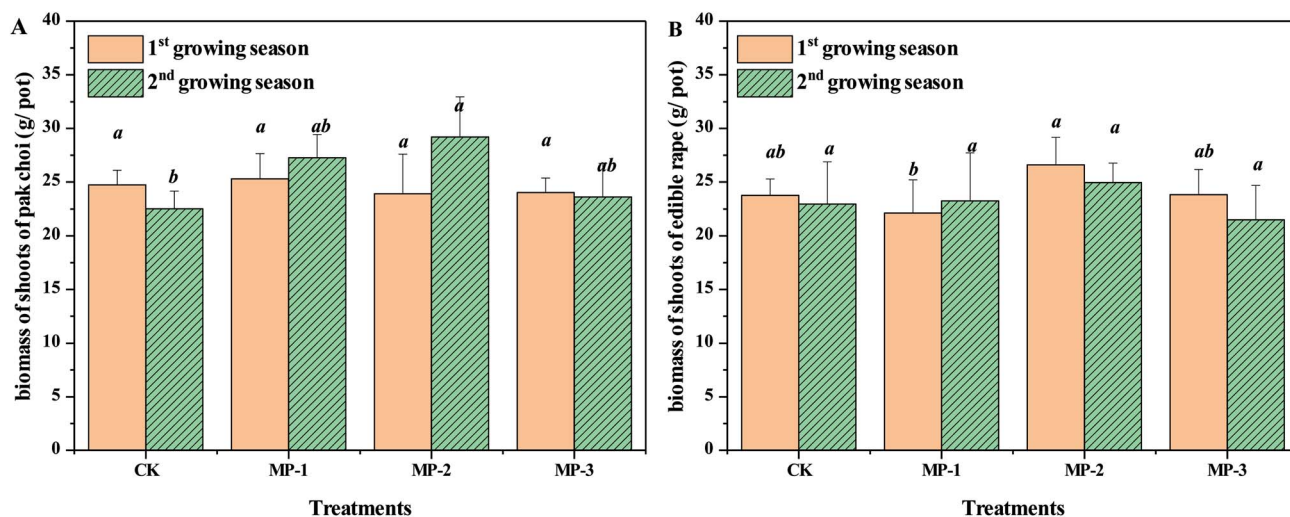 A
1st growing season
2nd growing season
biomass of shoots of pak choi (g/ pot)
40
35
30
25
20
15
10
5
0
a
b
a
ab
a
a
a
ab
CK
MP-1
MP-2
MP-3
Treatments
B
1st growing season
2nd growing season
biomass of shoots of edible rape (g/ pot)
40
35
30
25
20
15
10
5
0
ab
a
b
a
a
a
ab
a
CK
MP-1
MP-2
MP-3
Treatments